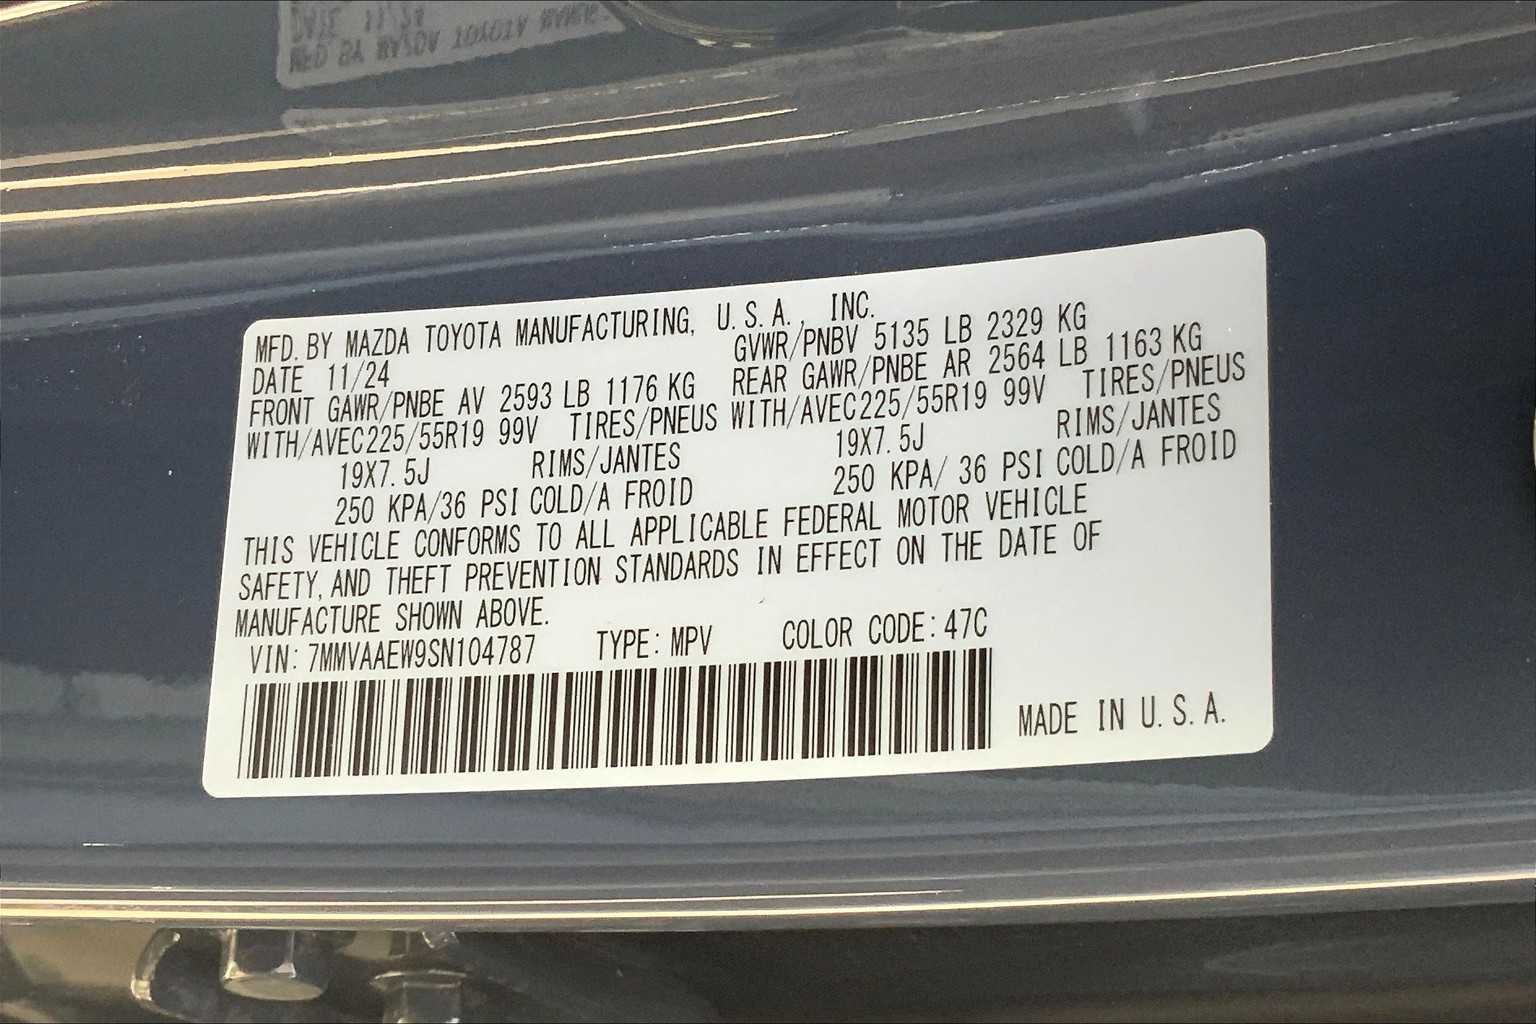 MFD. BY MAZDA TOYOTA MANUFACTURING, U.S.A., INC.
DATE 11/24 GVWR/PNBV 5135 LB 2329 KG
FRONT GAWR/PNBE AV 2593 LB 1176 KG REAR GAWR/PNBE AR 2564 LB 1163 KG
WITH/AVEC225/55R19 99V TIRES/PNEUS WITH/AVEC225/55R19 99V TIRES/PNEUS
19X7.5J RIMS/JANTES 19X7.5J RIMS/JANTES
250 KPA/36 PSI COLD/A FROID 250 KPA/ 36 PSI COLD/A FROID
THIS VEHICLE CONFORMS TO ALL APPLICABLE FEDERAL MOTOR VEHICLE
SAFETY, AND THEFT PREVENTION STANDARDS IN EFFECT ON THE DATE OF
MANUFACTURE SHOWN ABOVE.
VIN: 7MMVAAEW9SN104787 TYPE: MPV COLOR CODE: 47C
MADE IN U.S.A.